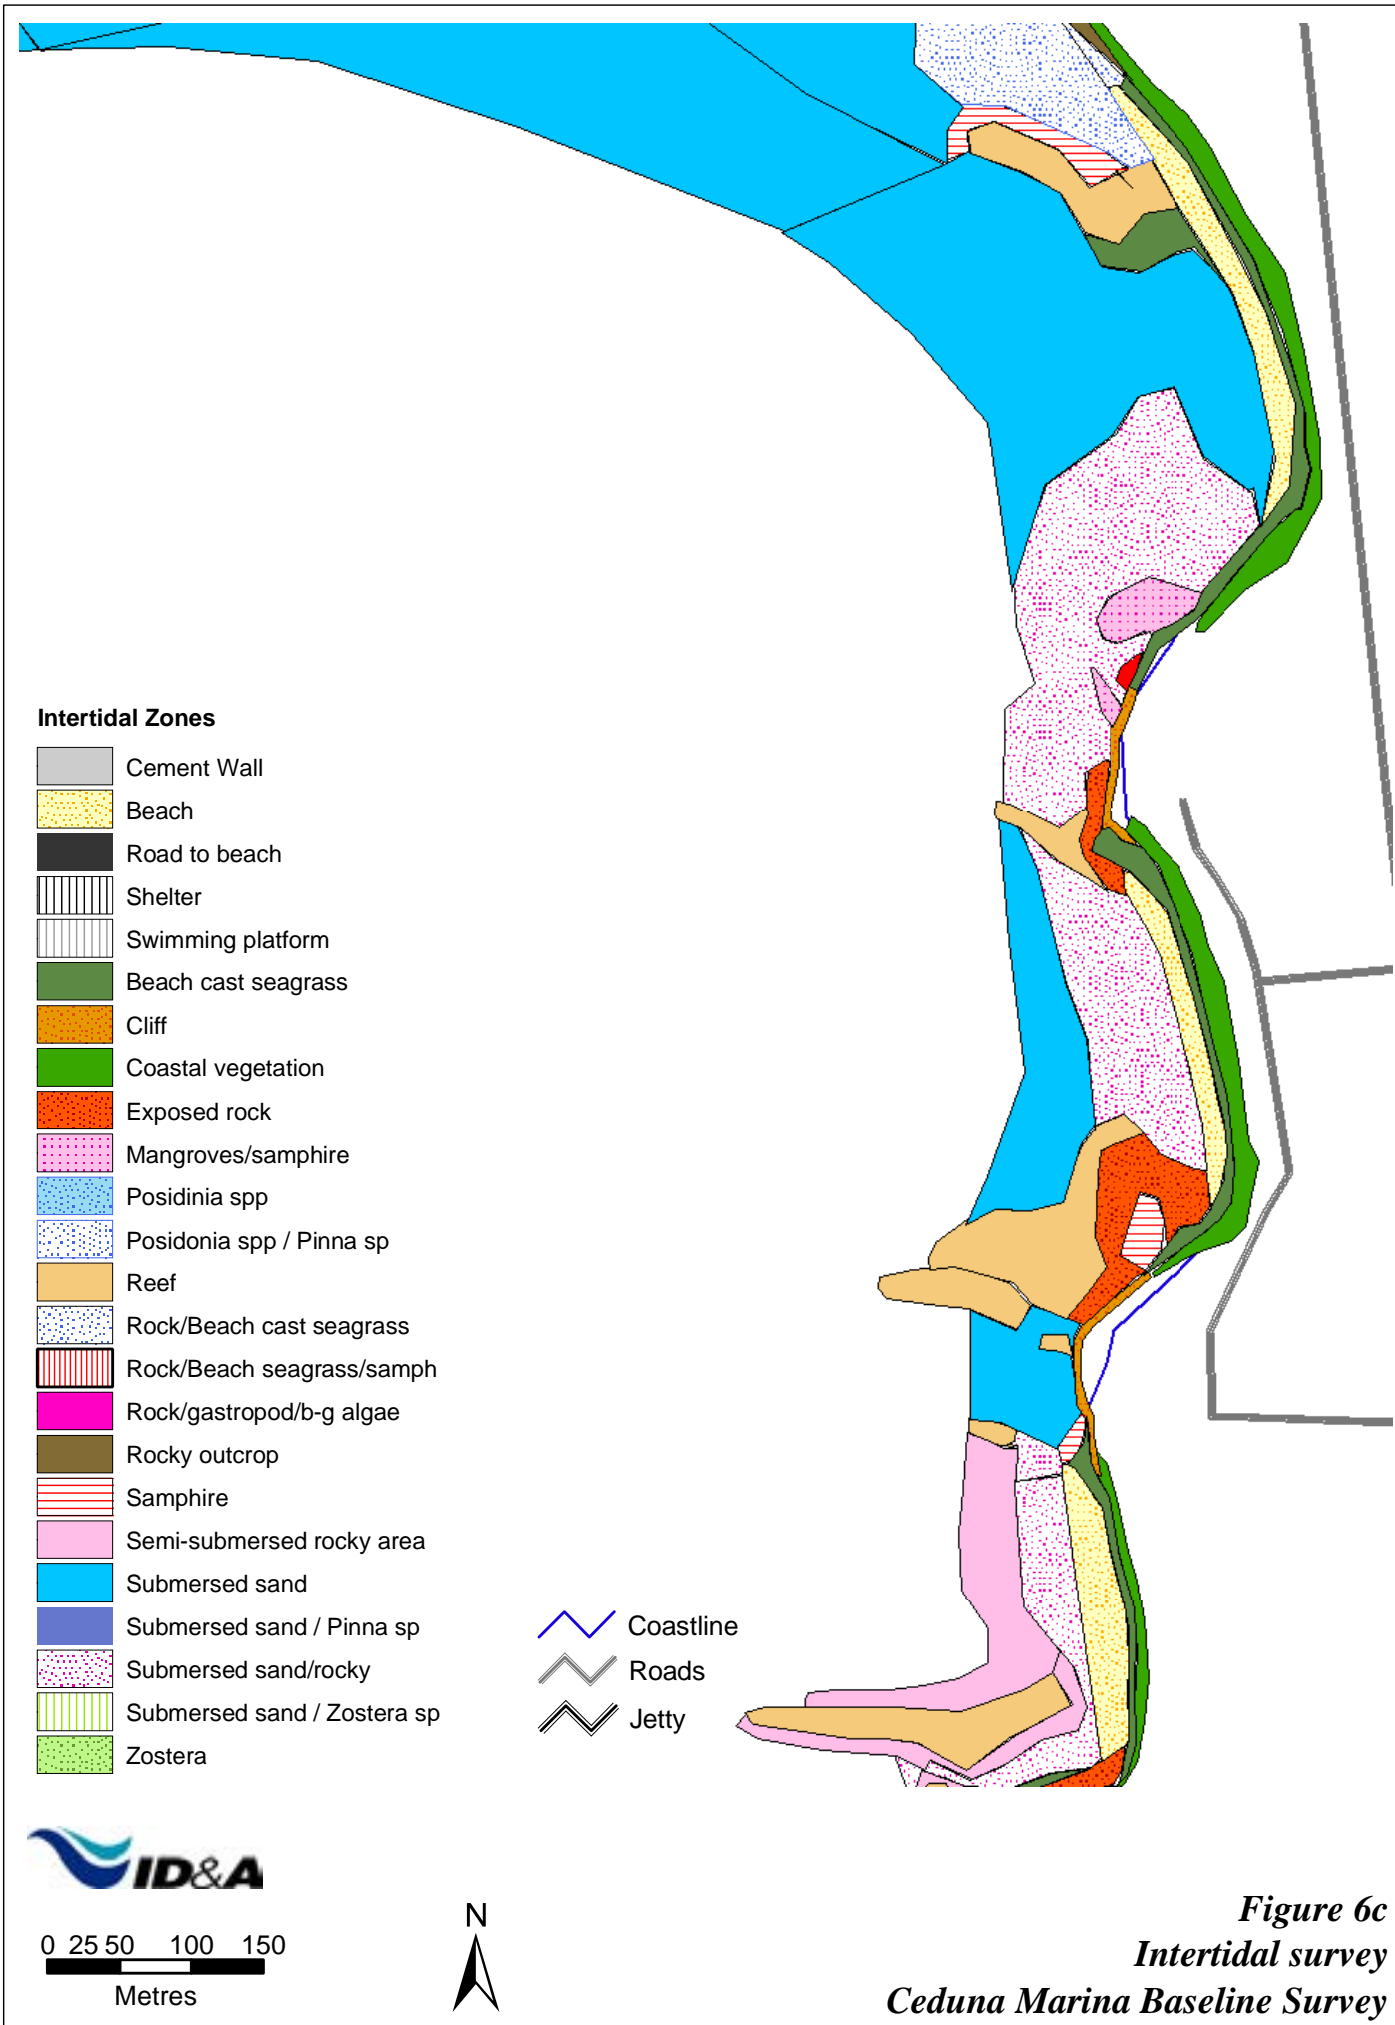 Intertidal Zones
Cement Wall
Beach
Road to beach
Shelter
Swimming platform
Beach cast seagrass
Cliff
Coastal vegetation
Exposed rock
Mangroves/samphire
Posidinia spp
Posidonia spp / Pinna sp
Reef
Rock/Beach cast seagrass
Rock/Beach seagrass/samph
Rock/gastropod/b-g algae
Rocky outcrop
Samphire
Semi-submersed rocky area
Submersed sand
Submersed sand / Pinna sp
Submersed sand/rocky
Submersed sand / Zostera sp
Zostera
Coastline
Roads
Jetty
ID&A
0 25 50 100 150
Metres
N
Figure 6c
Intertidal survey
Ceduna Marina Baseline Survey